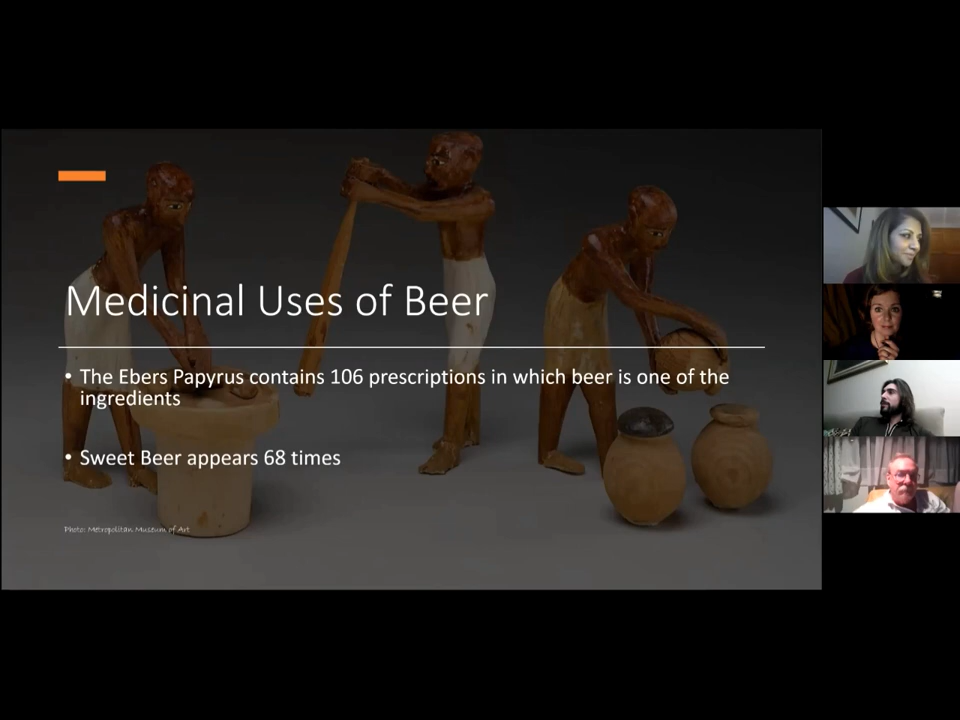 Medicinal Uses of Beer
• The Ebers Papyrus contains 106 prescriptions in which beer is one of the
ingredients
• Sweet Beer appears 68 times
Photo: Metropolitan Museum of Art